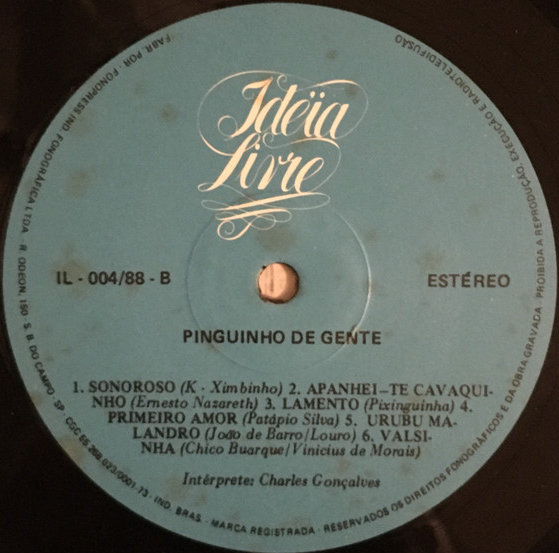 Idéia
Livre
IL - 004/88 - B
ESTÉREO
PINGUINHO DE GENTE
1. SONOROSO (K - Ximbinho) 2. APANHEI-TE CAVAQUI-
NHO (Ernesto Nazareth) 3. LAMENTO (Pixinguinha) 4.
PRIMEIRO AMOR (Patápio Silva) 5. URUBU MA-
LANDRO (João de Barro/Louro) 6. VALSI-
NHA (Chico Buarque/Vinicius de Morais)
Intérprete: Charles Gonçalves
FABR. POR - FONOPRESS IND. FONOGRÁFICA LTDA R. ODEON, 150 S. B. DO CAMPO - SP - CGC 55 288.623/0001-73 - IND. BRAS. - MARCA REGISTRADA - RESERVADOS OS DIREITOS FONOGRÁFICOS E DA OBRA GRAVADA. PROIBIDA A REPRODUÇÃO, EXECUÇÃO E RADIOTELEDIFUSÃO